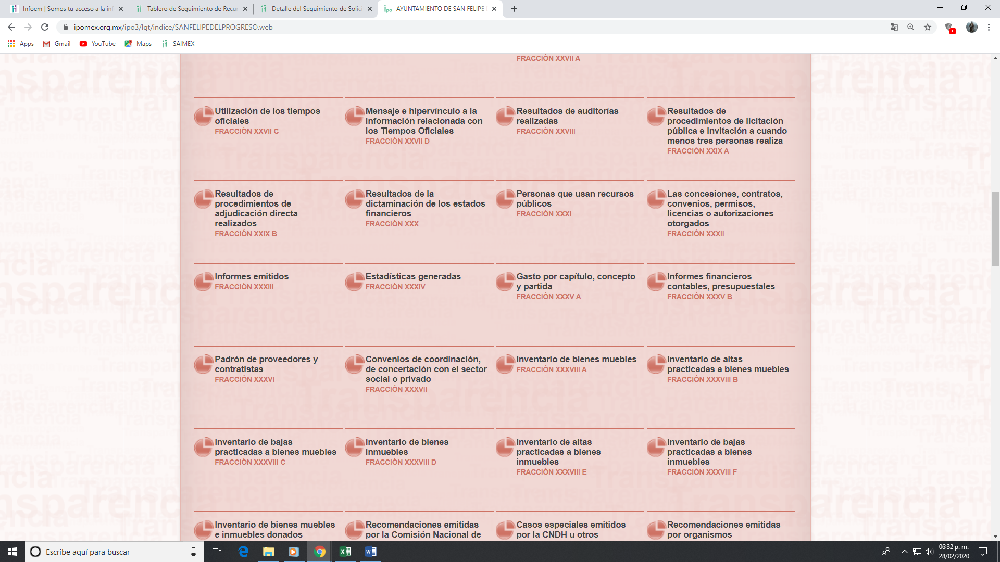 Infoem | Somos tu acceso a la inf
Tablero de Seguimiento de Recur
Detalle del Seguimiento de Solici
AYUNTAMIENTO DE SAN FELIPE
ipomex.org.mx/ipo3/lgt/indice/SANFELIPEDELPROGRESO.web
Apps
Gmail
YouTube
Maps
SAIMEX
FRACCIÓN XXVII A
Utilización de los tiempos
oficiales
FRACCIÓN XXVII C
Mensaje e hipervínculo a la
información relacionada con
los Tiempos Oficiales
FRACCIÓN XXVII D
Resultados de auditorías
realizadas
FRACCIÓN XXVIII
Resultados de
procedimientos de licitación
pública e invitación a cuando
menos tres personas realiza
FRACCIÓN XXIX A
Resultados de
procedimientos de
adjudicación directa
realizados
FRACCIÓN XXIX B
Resultados de la
dictaminación de los estados
financieros
FRACCIÓN XXX
Personas que usan recursos
públicos
FRACCIÓN XXXI
Las concesiones, contratos,
convenios, permisos,
licencias o autorizaciones
otorgados
FRACCIÓN XXXII
Informes emitidos
FRACCIÓN XXXIII
Estadísticas generadas
FRACCIÓN XXXIV
Gasto por capítulo, concepto
y partida
FRACCIÓN XXXV A
Informes financieros
contables, presupuestales
FRACCIÓN XXXV B
Padrón de proveedores y
contratistas
FRACCIÓN XXXVI
Convenios de coordinación,
de concertación con el sector
social o privado
FRACCIÓN XXXVII
Inventario de bienes muebles
FRACCIÓN XXXVIII A
Inventario de altas
practicadas a bienes muebles
FRACCIÓN XXXVIII B
Inventario de bajas
practicadas a bienes muebles
FRACCIÓN XXXVIII C
Inventario de bienes
inmuebles
FRACCIÓN XXXVIII D
Inventario de altas
practicadas a bienes
inmuebles
FRACCIÓN XXXVIII E
Inventario de bajas
practicadas a bienes
inmuebles
FRACCIÓN XXXVIII F
Inventario de bienes muebles
e inmuebles donados
Recomendaciones emitidas
por la Comisión Nacional de
Casos especiales emitidos
por la CNDH u otros
Recomendaciones emitidas
por organismos
Escribe aquí para buscar
06:32 p. m.
28/02/2020